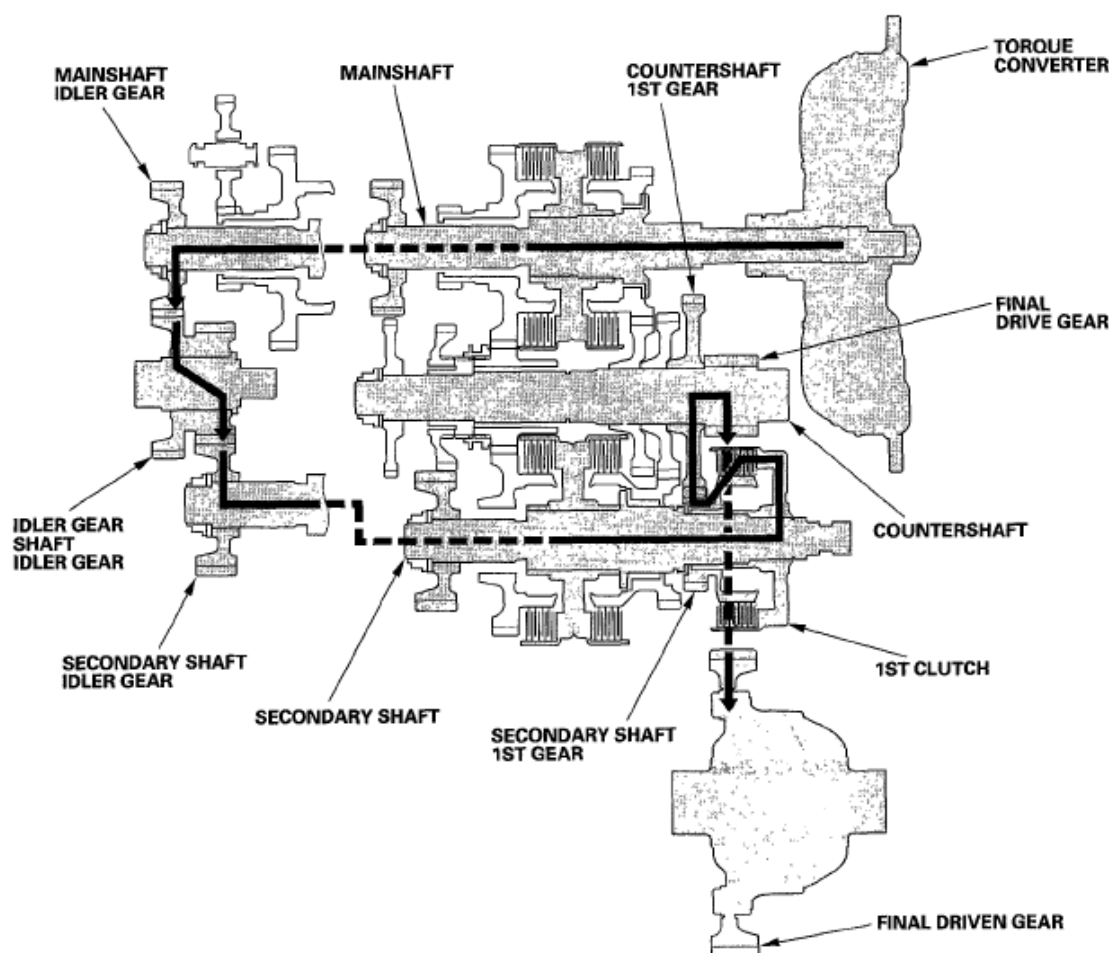 MAINSHAFT
IDLER GEAR
MAINSHAFT
COUNTERSHAFT
1ST GEAR
TORQUE
CONVERTER
FINAL
DRIVE GEAR
IDLER GEAR
SHAFT
IDLER GEAR
COUNTERSHAFT
SECONDARY SHAFT
IDLER GEAR
SECONDARY SHAFT
SECONDARY SHAFT
1ST GEAR
1ST CLUTCH
FINAL DRIVEN GEAR